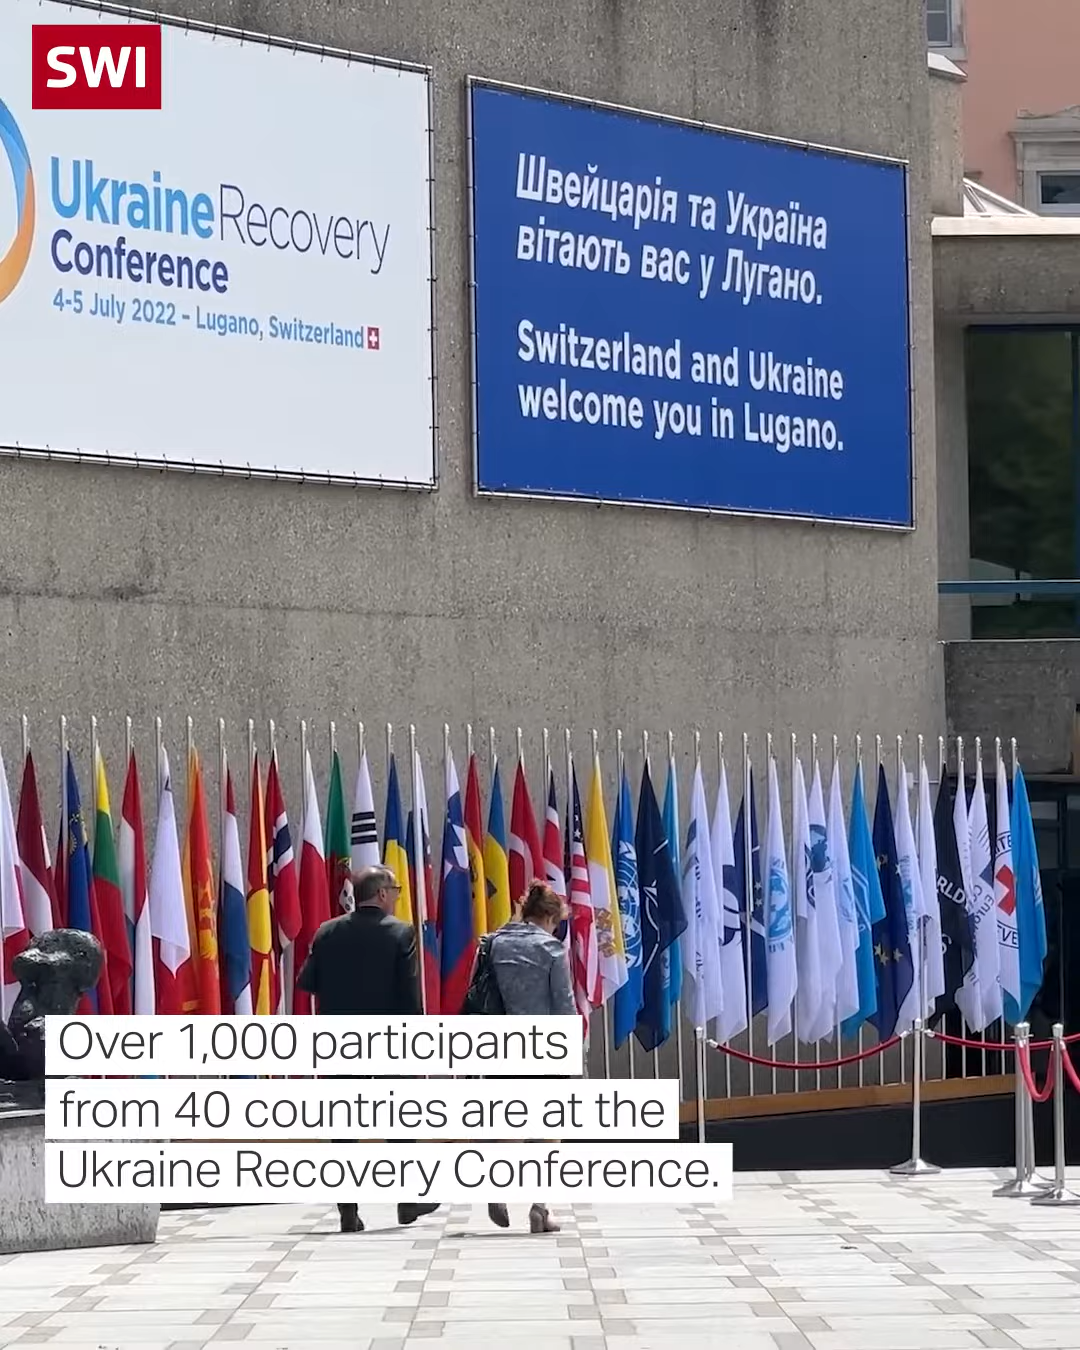 SWI
Ukraine Recovery
Conference
4-5 July 2022 – Lugano, Switzerland
Швейцарія та Україна
вітають вас у Лугано.
Switzerland and Ukraine
welcome you in Lugano.
Over 1,000 participants
from 40 countries are at the
Ukraine Recovery Conference.